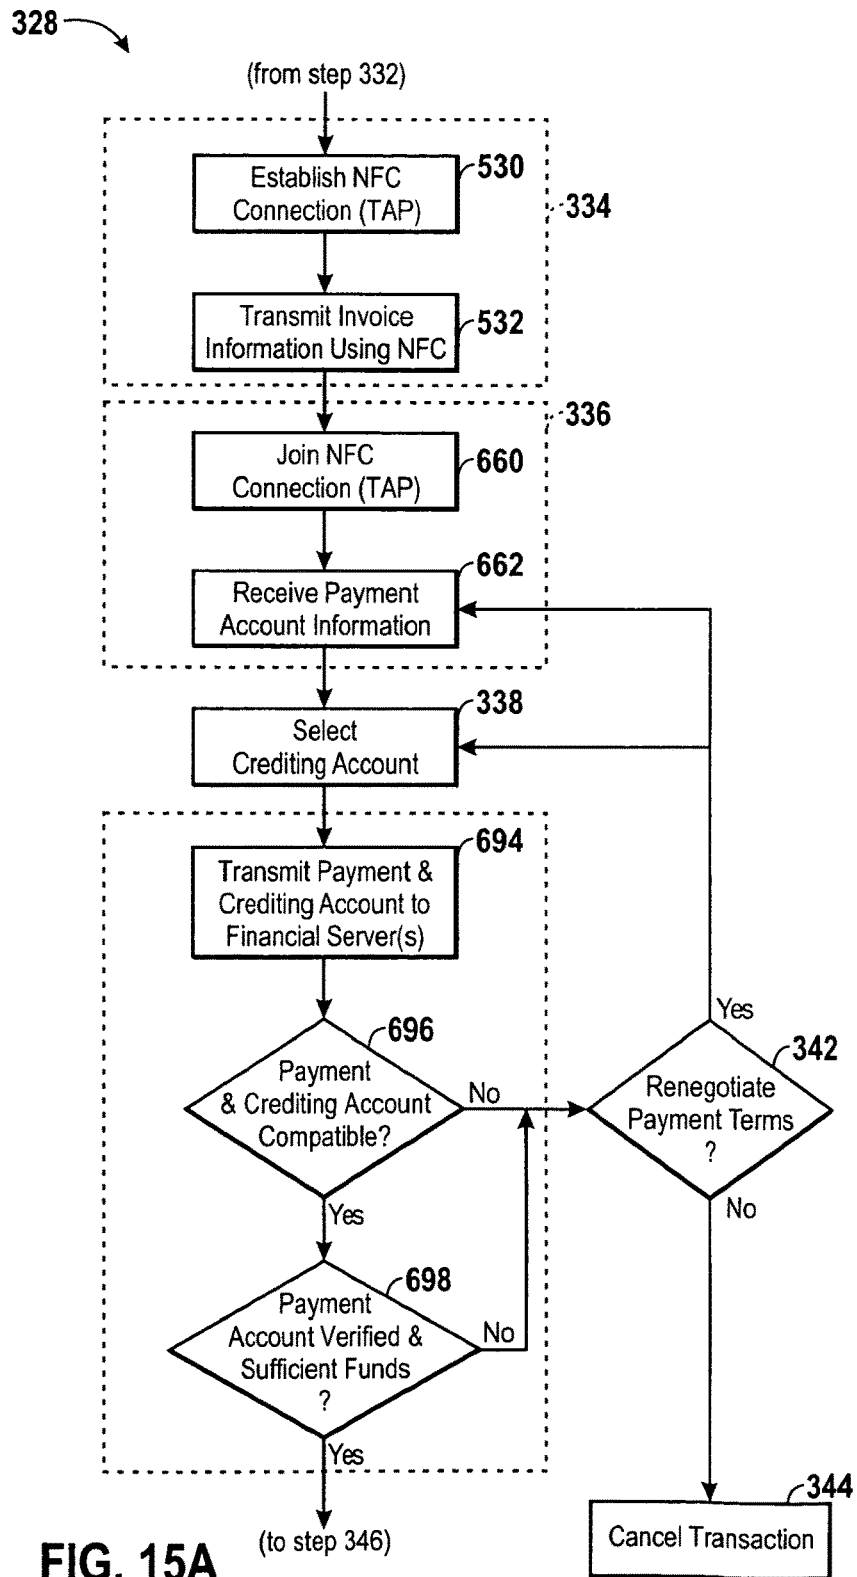 328
(from step 332)
530
Establish NFC
Connection (TAP)
334
532
Transmit Invoice
Information Using NFC
336
660
Join NFC
Connection (TAP)
662
Receive Payment
Account Information
338
Select
Crediting Account
694
Transmit Payment &
Crediting Account to
Financial Server(s)
696
Payment
& Crediting Account
Compatible?
No
Yes
342
Renegotiate
Payment Terms
?
Yes
No
698
Payment
Account Verified &
Sufficient Funds
?
No
Yes
344
Cancel Transaction
(to step 346)
FIG. 15A